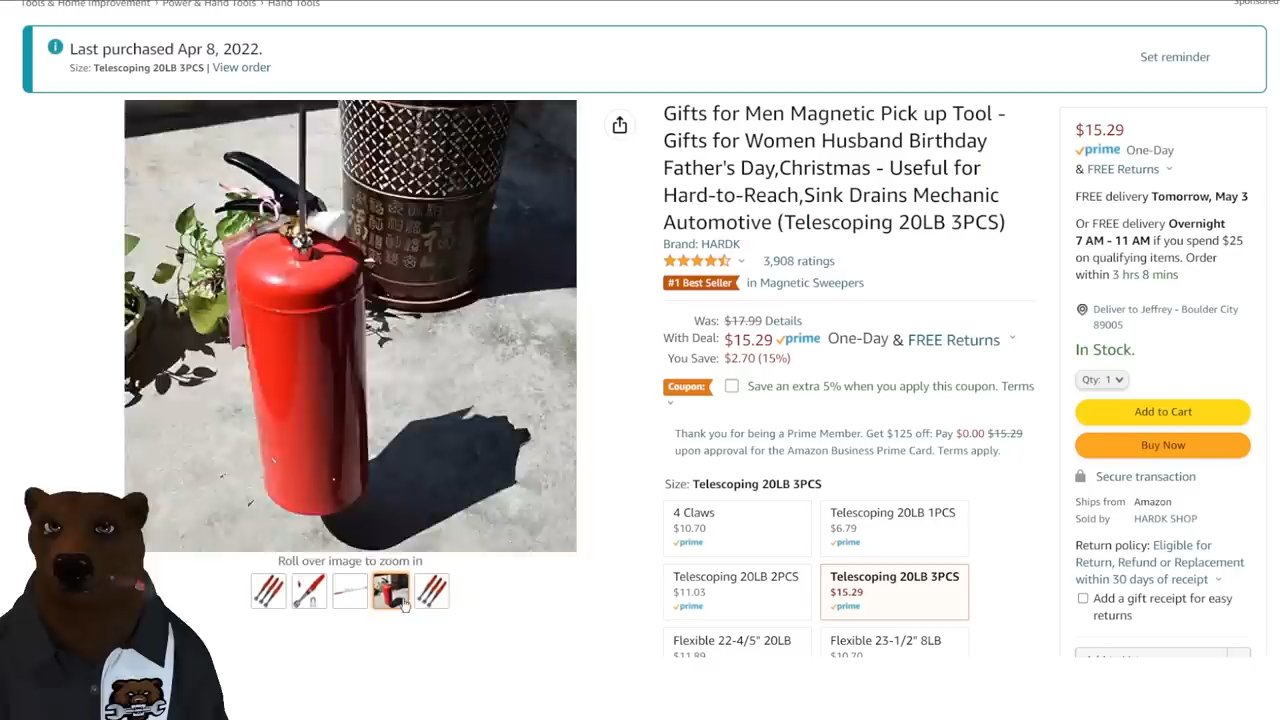 Tools & Home Improvement › Power & Hand Tools › Hand Tools
Sponsored
Last purchased Apr 8, 2022.
Size: Telescoping 20LB 3PCS | View order
Set reminder
Roll over image to zoom in
Gifts for Men Magnetic Pick up Tool -
Gifts for Women Husband Birthday
Father's Day,Christmas - Useful for
Hard-to-Reach,Sink Drains Mechanic
Automotive (Telescoping 20LB 3PCS)
Brand: HARDK
3,908 ratings
#1 Best Seller in Magnetic Sweepers
Was: $17.99 Details
With Deal: $15.29 prime One-Day & FREE Returns
You Save: $2.70 (15%)
Coupon: Save an extra 5% when you apply this coupon. Terms
Thank you for being a Prime Member. Get $125 off: Pay $0.00 $15.29
upon approval for the Amazon Business Prime Card. Terms apply.
Size: Telescoping 20LB 3PCS
4 Claws
$10.70
prime
Telescoping 20LB 1PCS
$6.79
prime
Telescoping 20LB 2PCS
$11.03
prime
Telescoping 20LB 3PCS
$15.29
prime
Flexible 22-4/5" 20LB
$11.89
Flexible 23-1/2" 8LB
$10.70
$15.29
prime One-Day
& FREE Returns
FREE delivery Tomorrow, May 3
Or FREE delivery Overnight
7 AM - 11 AM if you spend $25
on qualifying items. Order
within 3 hrs 8 mins
Deliver to Jeffrey - Boulder City
89005
In Stock.
Qty: 1
Add to Cart
Buy Now
Secure transaction
Ships from Amazon
Sold by HARDK SHOP
Return policy: Eligible for
Return, Refund or Replacement
within 30 days of receipt
Add a gift receipt for easy
returns